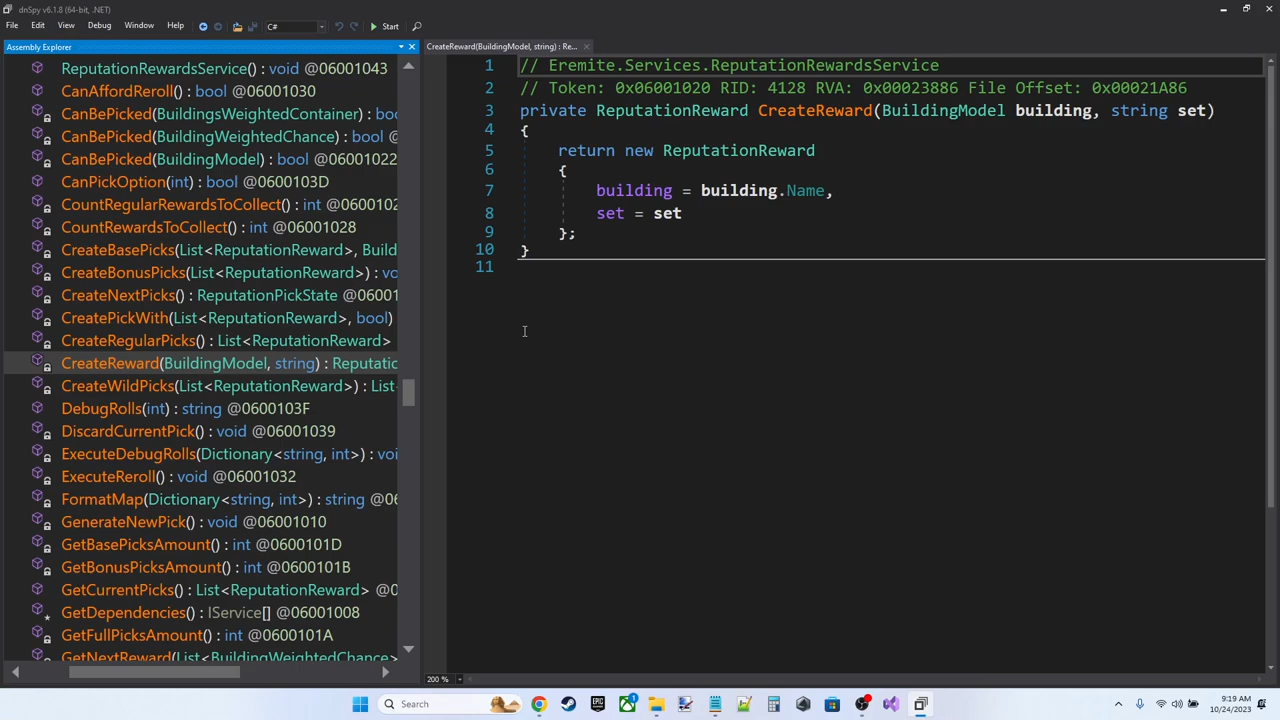 dnSpy v6.1.8 (64-bit, .NET)
File Edit View Debug Window Help C# Start
Assembly Explorer
ReputationRewardsService() : void @06001043
CanAffordReroll() : bool @06001030
CanBePicked(BuildingsWeightedContainer) : boo
CanBePicked(BuildingWeightedChance) : bool @
CanBePicked(BuildingModel) : bool @06001022
CanPickOption(int) : bool @0600103D
CountRegularRewardsToCollect() : int @0600102
CountRewardsToCollect() : int @06001028
CreateBasePicks(List<ReputationReward>, Build
CreateBonusPicks(List<ReputationReward>) : vo
CreateNextPicks() : ReputationPickState @06001
CreatePickWith(List<ReputationReward>, bool)
CreateRegularPicks() : List<ReputationReward>
CreateReward(BuildingModel, string) : Reputatio
CreateWildPicks(List<ReputationReward>) : List
DebugRolls(int) : string @0600103F
DiscardCurrentPick() : void @06001039
ExecuteDebugRolls(Dictionary<string, int>) : voi
ExecuteReroll() : void @06001032
FormatMap(Dictionary<string, int>) : string @06
GenerateNewPick() : void @06001010
GetBasePicksAmount() : int @0600101D
GetBonusPicksAmount() : int @0600101B
GetCurrentPicks() : List<ReputationReward> @0
GetDependencies() : IService[] @06001008
GetFullPicksAmount() : int @0600101A
GetNextReward(List<BuildingWeightedChance>
CreateReward(BuildingModel, string) : Re...
1 // Eremite.Services.ReputationRewardsService
2 // Token: 0x06001020 RID: 4128 RVA: 0x00023886 File Offset: 0x00021A86
3 private ReputationReward CreateReward(BuildingModel building, string set)
4 {
5 return new ReputationReward
6 {
7 building = building.Name,
8 set = set
9 };
10 }
11
200 %
Search
1
9:19 AM
10/24/2023